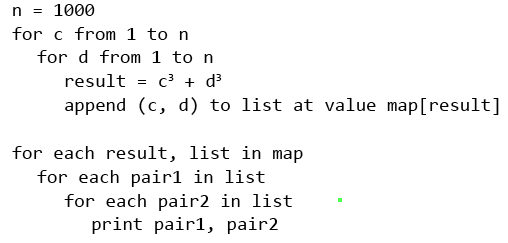 n = 1000
for c from 1 to n
for d from 1 to n
result = c³ + d³
append (c, d) to list at value map[result]
for each result, list in map
for each pair1 in list
for each pair2 in list
print pair1, pair2